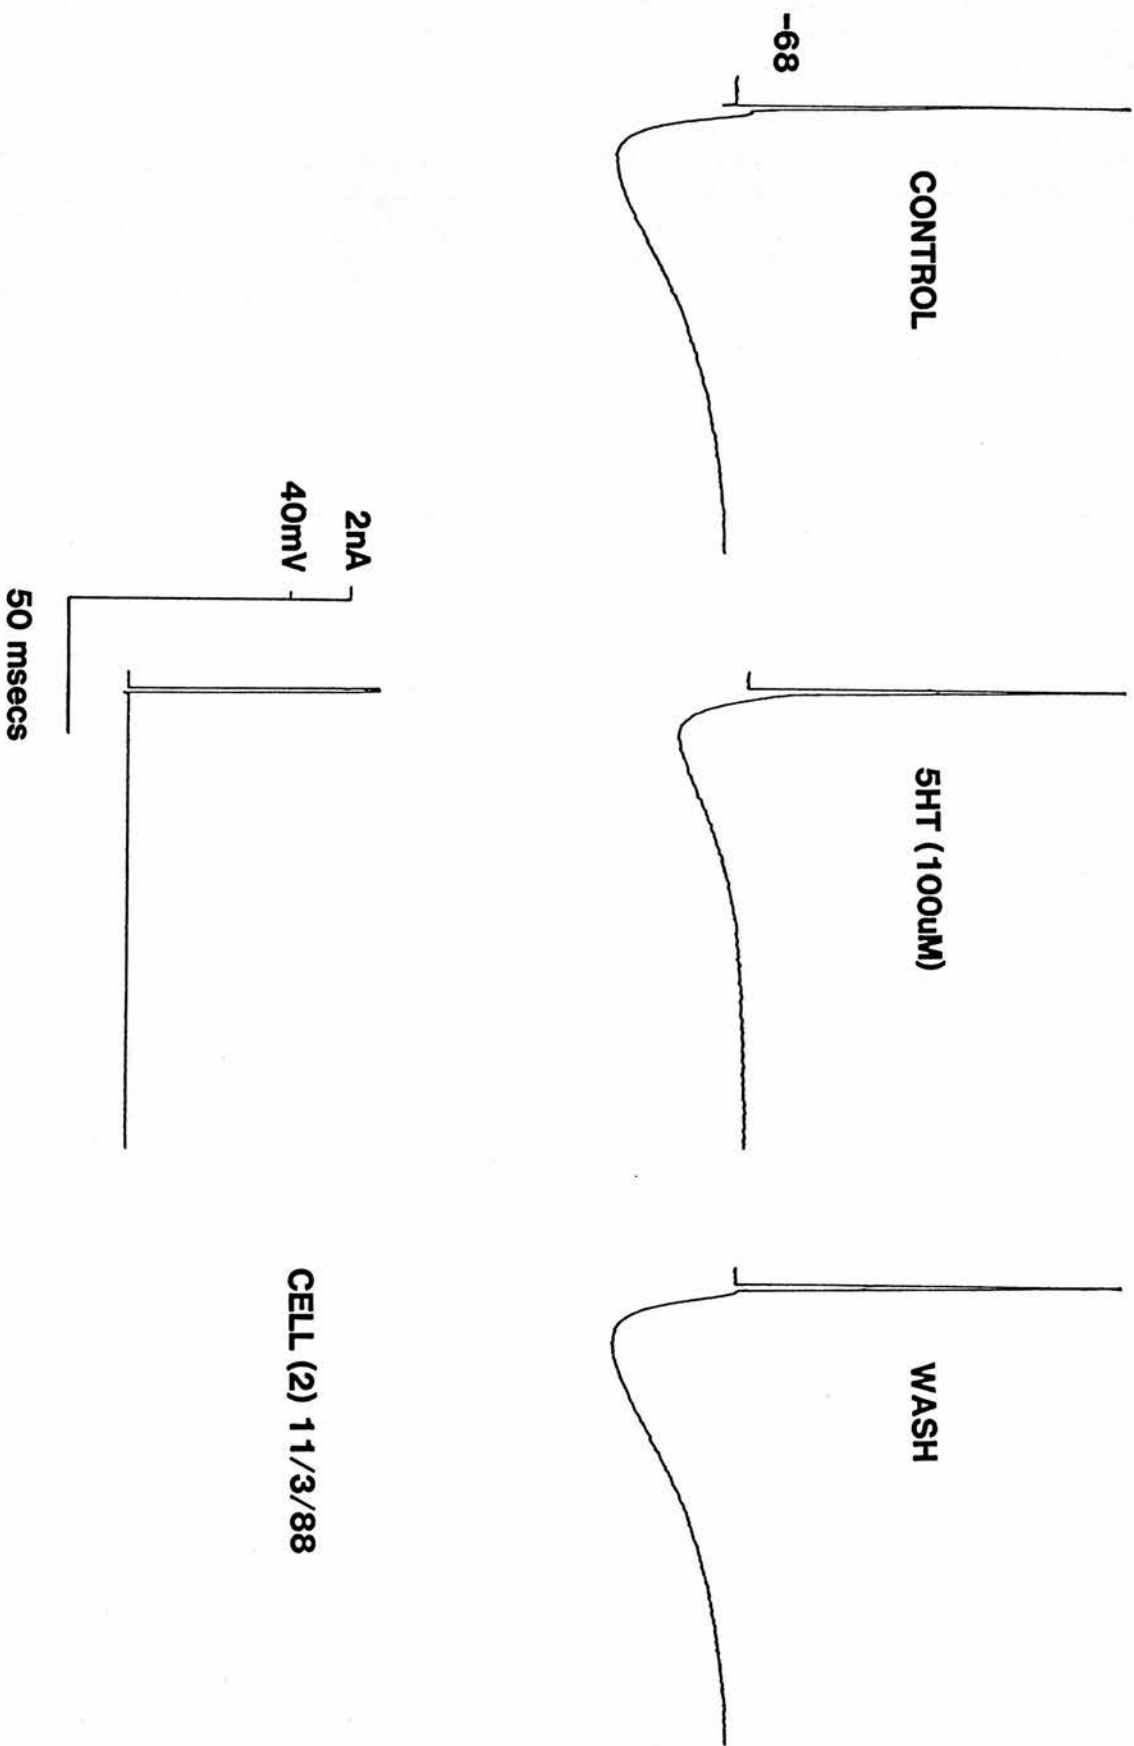 CONTROL
5HT (100uM)
WASH
-68
2nA
40mV
50 msecs
CELL (2) 11/3/88